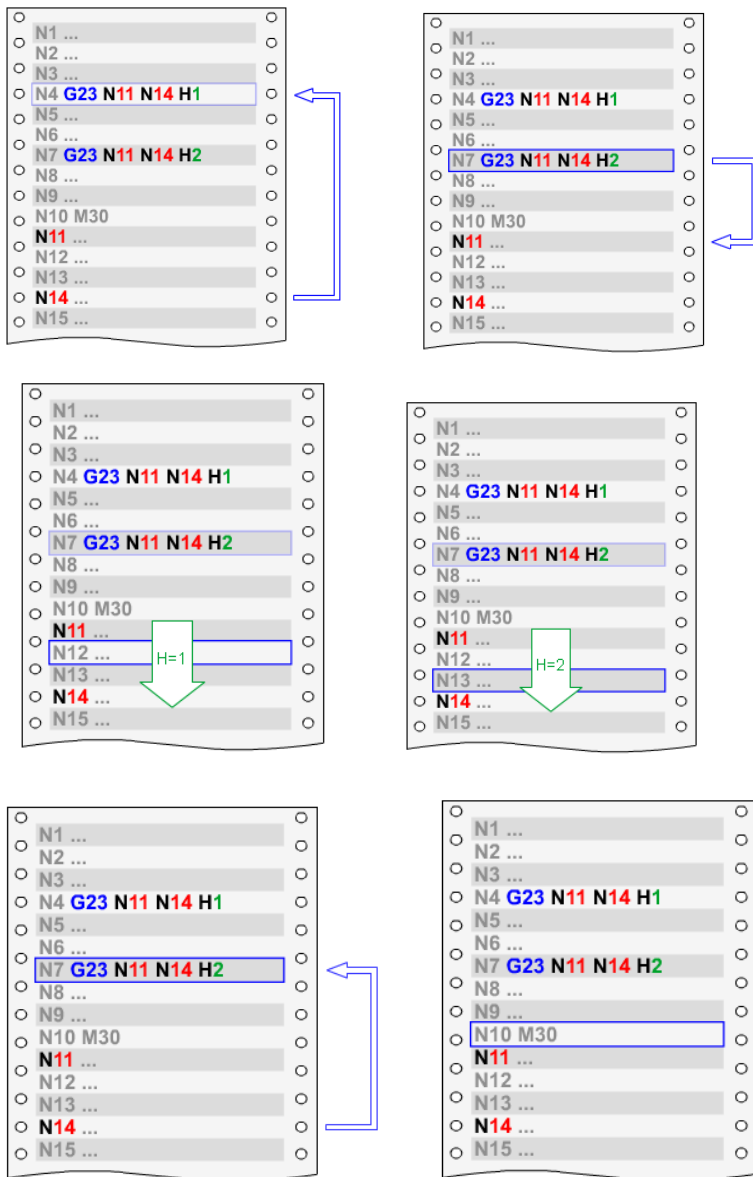 N1 ...
N2 ...
N3 ...
N4 G23 N11 N14 H1
N5 ...
N6 ...
N7 G23 N11 N14 H2
N8 ...
N9 ...
N10 M30
N11 ...
N12 ...
N13 ...
N14 ...
N15 ...
N1 ...
N2 ...
N3 ...
N4 G23 N11 N14 H1
N5 ...
N6 ...
N7 G23 N11 N14 H2
N8 ...
N9 ...
N10 M30
N11 ...
N12 ...
N13 ...
N14 ...
N15 ...
N1 ...
N2 ...
N3 ...
N4 G23 N11 N14 H1
N5 ...
N6 ...
N7 G23 N11 N14 H2
N8 ...
N9 ...
N10 M30
N11 ...
N12 ...
H=1
N13 ...
N14 ...
N15 ...
N1 ...
N2 ...
N3 ...
N4 G23 N11 N14 H1
N5 ...
N6 ...
N7 G23 N11 N14 H2
N8 ...
N9 ...
N10 M30
N11 ...
N12 ...
H=2
N13 ...
N14 ...
N15 ...
N1 ...
N2 ...
N3 ...
N4 G23 N11 N14 H1
N5 ...
N6 ...
N7 G23 N11 N14 H2
N8 ...
N9 ...
N10 M30
N11 ...
N12 ...
N13 ...
N14 ...
N15 ...
N1 ...
N2 ...
N3 ...
N4 G23 N11 N14 H1
N5 ...
N6 ...
N7 G23 N11 N14 H2
N8 ...
N9 ...
N10 M30
N11 ...
N12 ...
N13 ...
N14 ...
N15 ...